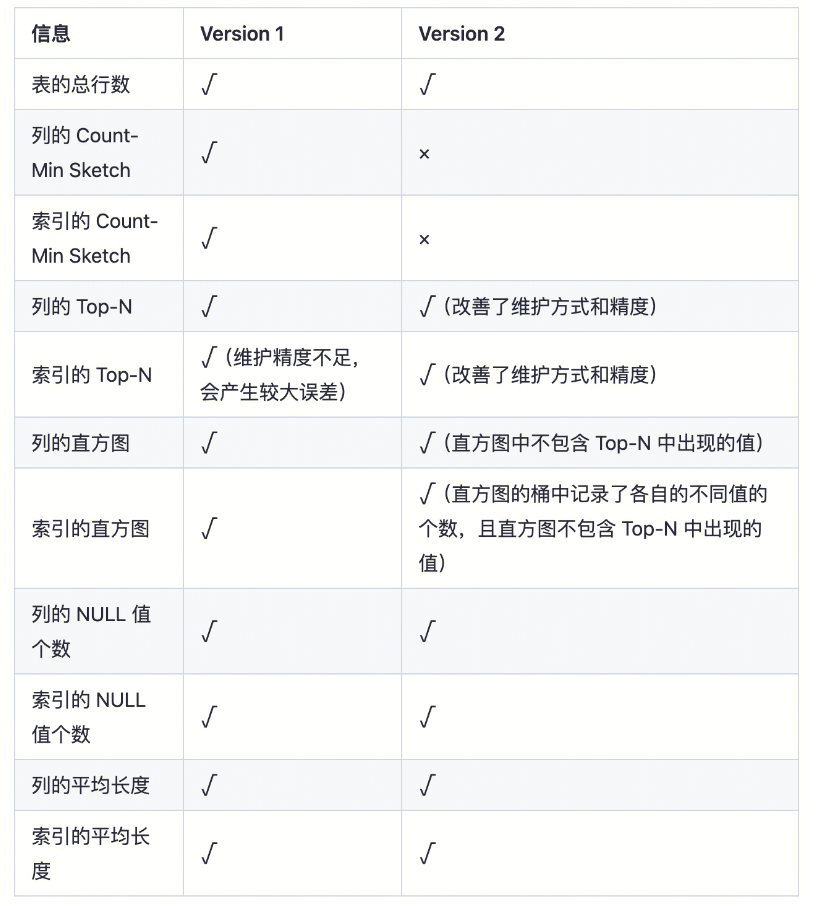 信息 Version 1 Version 2
表的总行数 √ √
列的 Count-
Min Sketch
√ ×
索引的 Count-
Min Sketch
√ ×
列的 Top-N √ √（改善了维护方式和精度）
索引的 Top-N
√（维护精度不足，
会产生较大误差）
√（改善了维护方式和精度）
列的直方图 √ √（直方图中不包含 Top-N 中出现的值）
索引的直方图 √
√（直方图的桶中记录了各自的不同值的
个数，且直方图不包含 Top-N 中出现的
值）
列的 NULL 值
个数
√ √
索引的 NULL
值个数
√ √
列的平均长度 √ √
索引的平均长
度
√ √